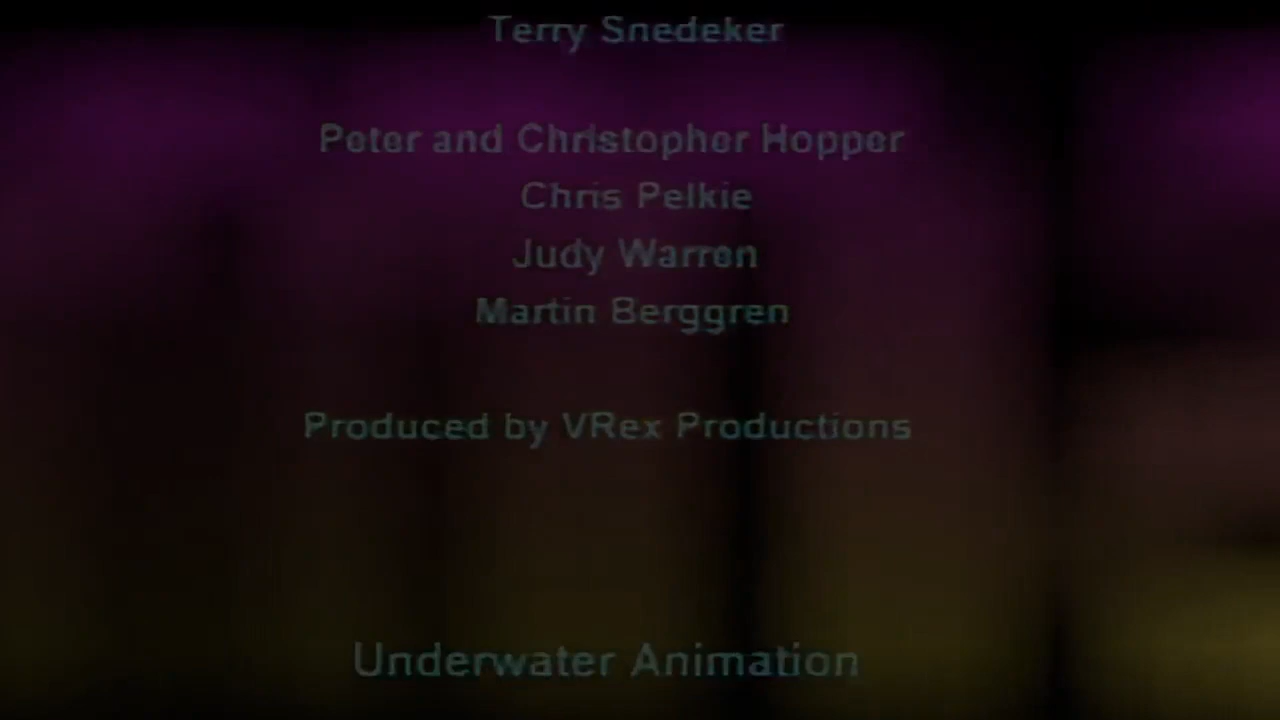 Terry Snedeker
Peter and Christopher Hopper
Chris Pelkie
Judy Warren
Martin Berggren
Produced by VRex Productions
Underwater Animation